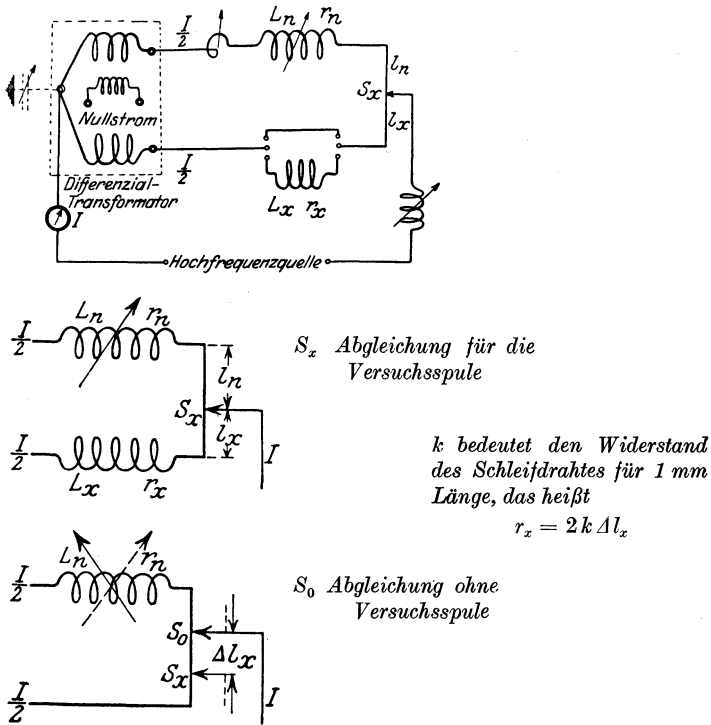 I/2
Lₙ rₙ
lₙ
Sₓ
lₓ
Nullstrom
I/2
Lₓ rₓ
Differenzial-
Transformator
I
Hochfrequenzquelle
I/2
Lₙ rₙ
lₙ
Sₓ
lₓ
I/2
I
Lₓ rₓ
Sₓ Abgleichung für die
Versuchsspule
k bedeutet den Widerstand
des Schleifdrahtes für 1 mm
Länge, das heißt
rₓ = 2 k Δ lₓ
I/2
Lₙ rₙ
S₀
Δlₓ
Sₓ
I/2
I
S₀ Abgleichung ohne
Versuchsspule